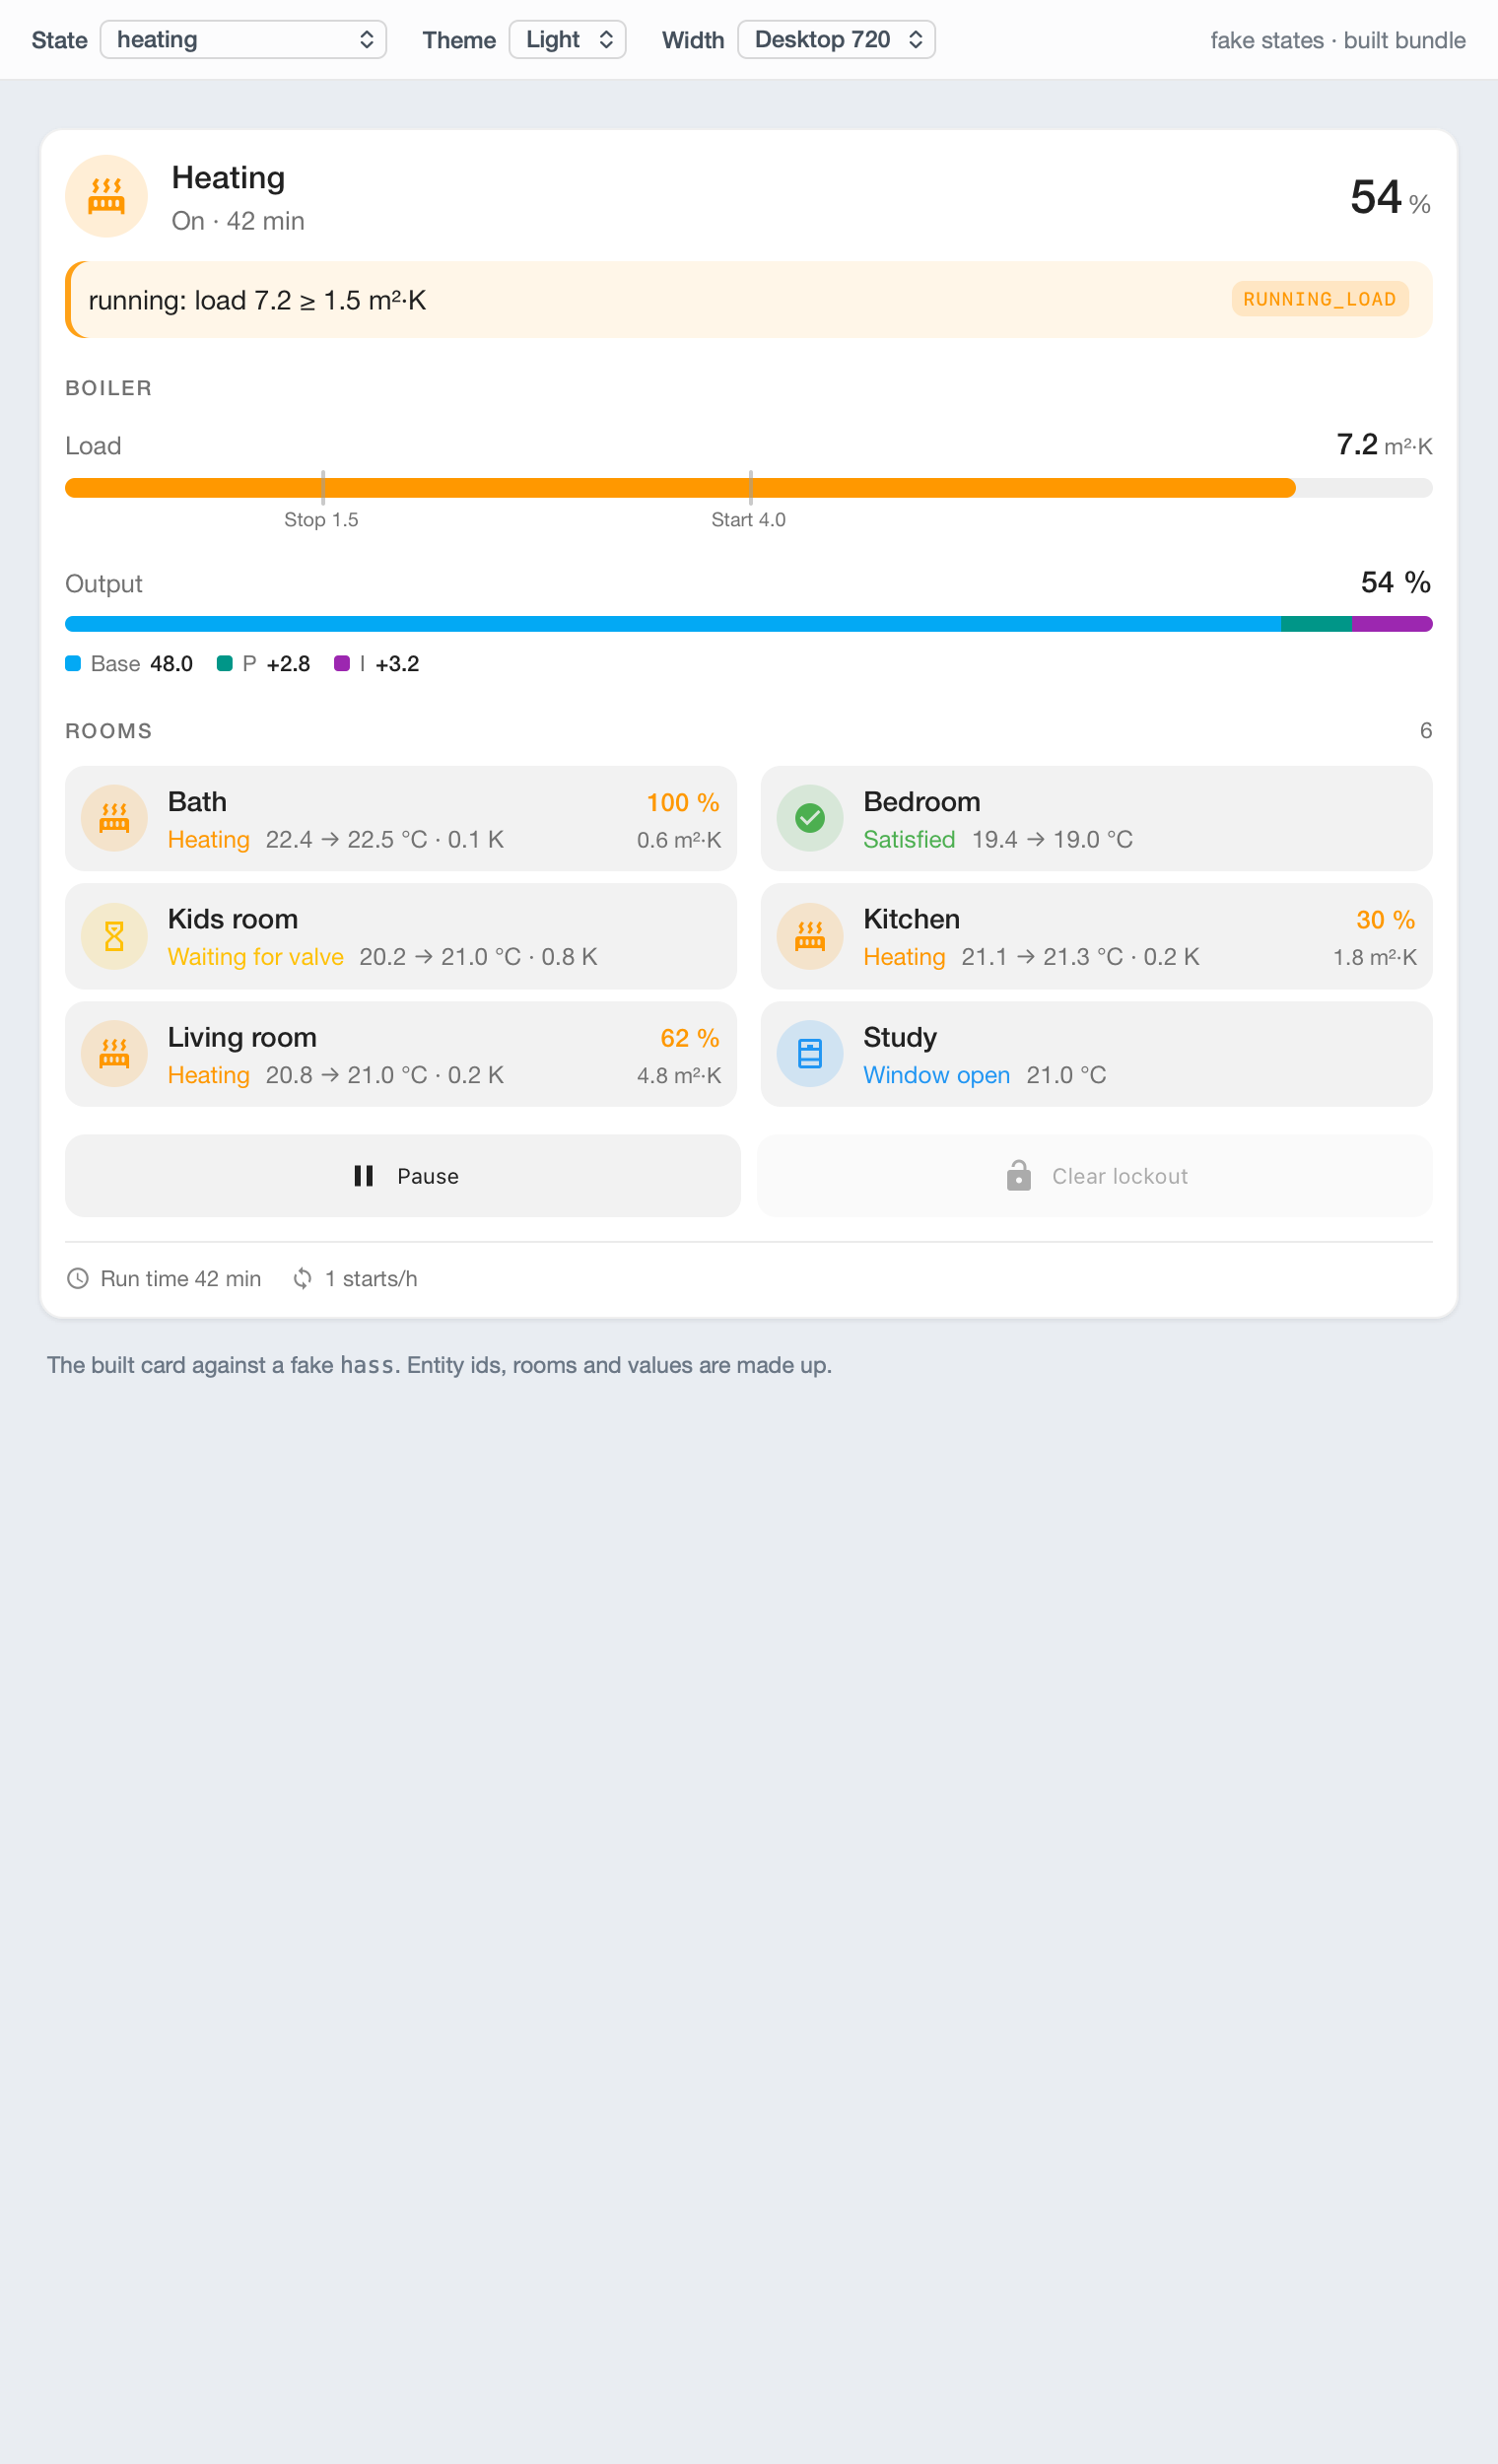 State heating Theme Light Width Desktop 720 fake states · built bundle
Heating
On · 42 min
54 %
running: load 7.2 ≥ 1.5 m²·K RUNNING_LOAD
BOILER
Load 7.2 m²·K
Stop 1.5 Start 4.0
Output 54 %
Base 48.0 P +2.8 I +3.2
ROOMS 6
Bath 100 %
Heating 22.4 → 22.5 °C · 0.1 K 0.6 m²·K
Bedroom
Satisfied 19.4 → 19.0 °C
Kids room
Waiting for valve 20.2 → 21.0 °C · 0.8 K
Kitchen 30 %
Heating 21.1 → 21.3 °C · 0.2 K 1.8 m²·K
Living room 62 %
Heating 20.8 → 21.0 °C · 0.2 K 4.8 m²·K
Study
Window open 21.0 °C
Pause Clear lockout
Run time 42 min 1 starts/h
The built card against a fake hass. Entity ids, rooms and values are made up.